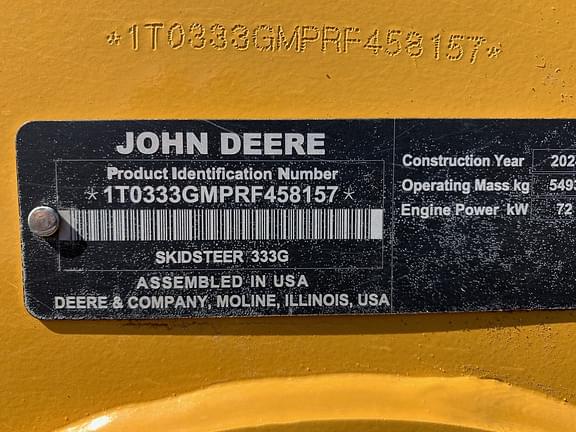 *1T0333GMPRF458157*
JOHN DEERE
Product Identification Number
*1T0333GMPRF458157*
SKIDSTEER 333G
ASSEMBLED IN USA
DEERE & COMPANY, MOLINE, ILLINOIS, USA
Construction Year
Operating Mass kg 5493
Engine Power kW 72